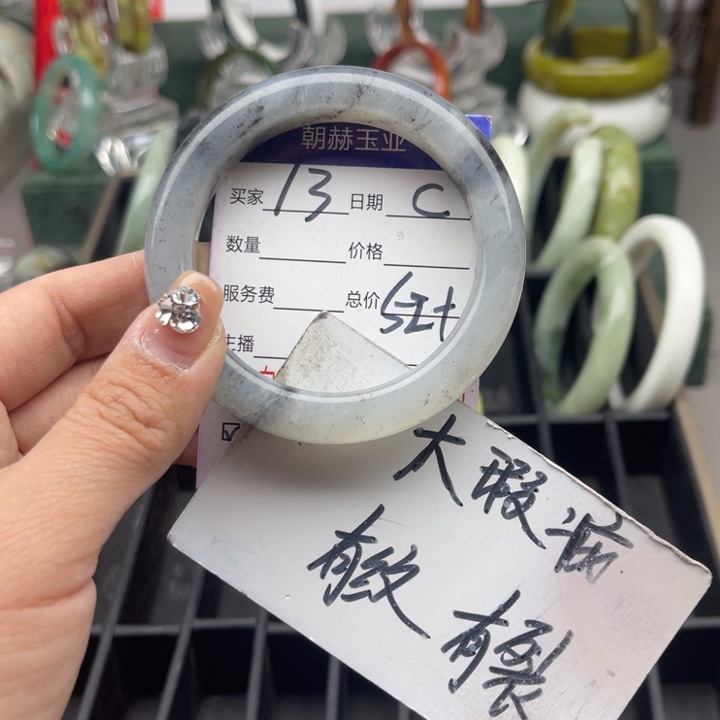 朝赫玉业
买家 13 日期 C
数量 价格
服务费 总价
主播
大瑕疵
有纹 有裂